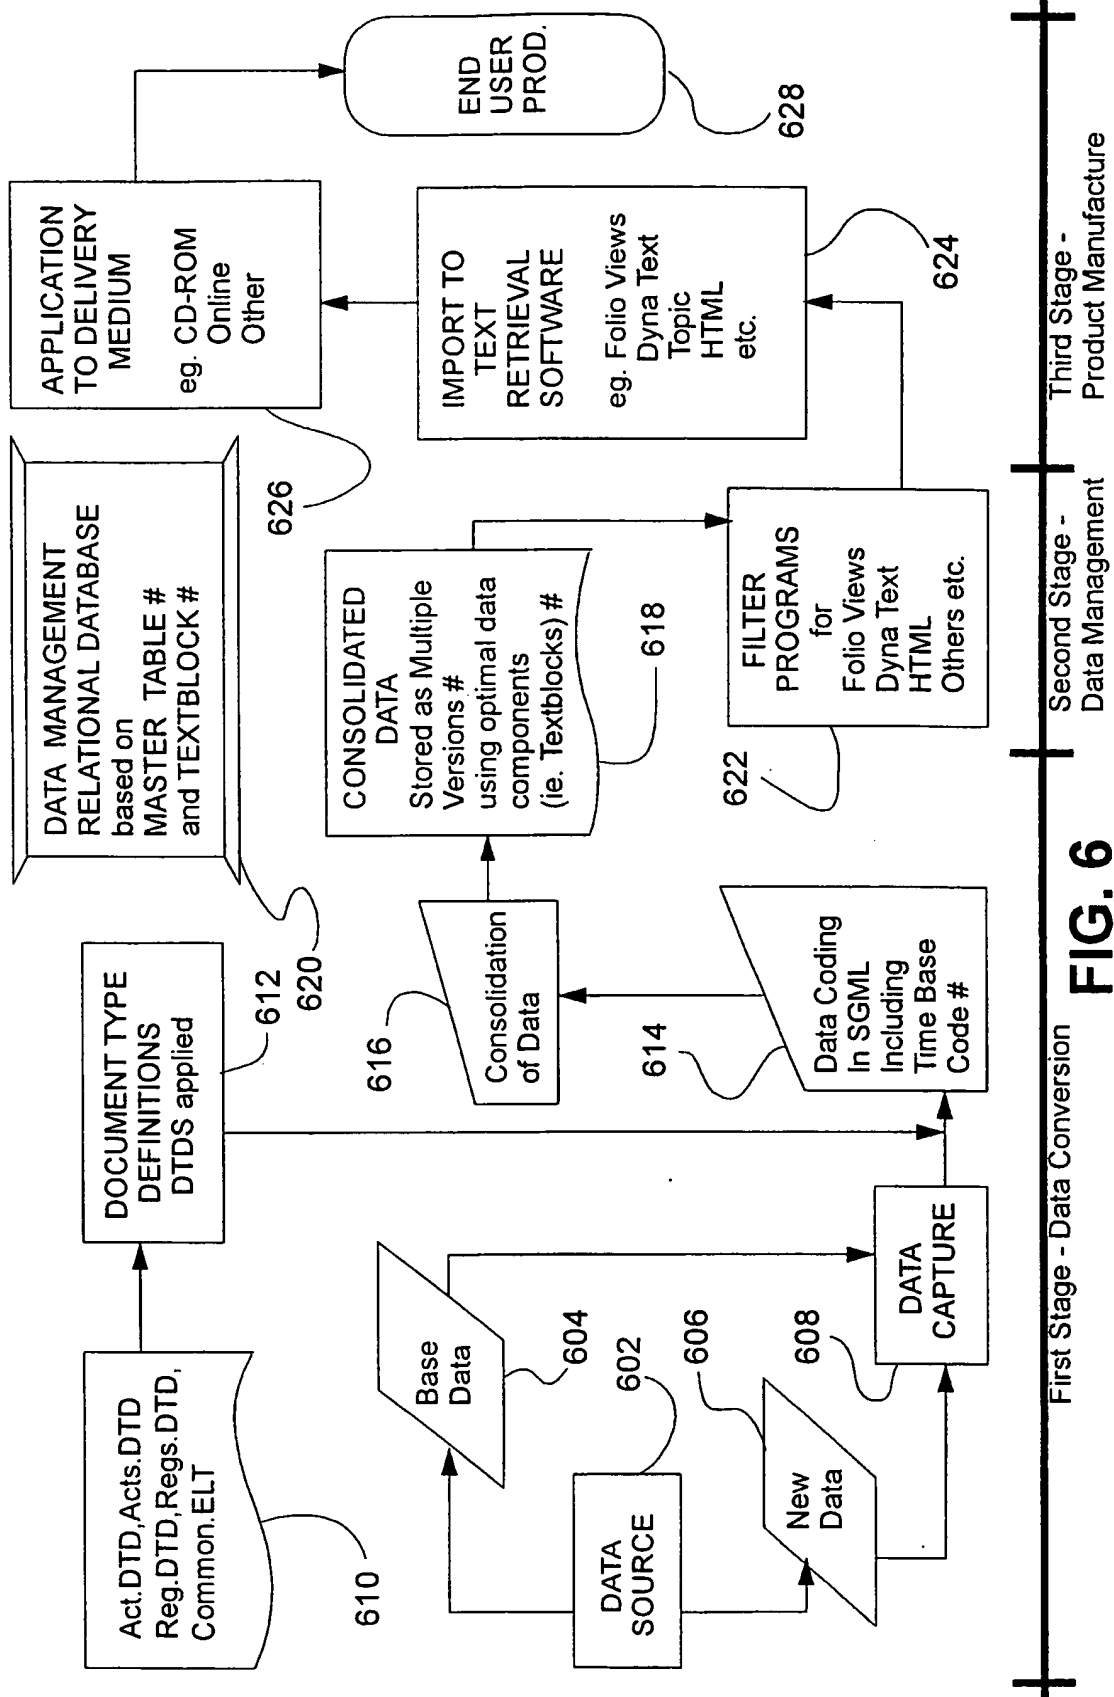 Act.DTD,Acts.DTD
Reg.DTD,Regs.DTD,
Common.ELT
610
DOCUMENT TYPE
DEFINITIONS
DTDS applied
612
DATA MANAGEMENT
RELATIONAL DATABASE
based on
MASTER TABLE #
and TEXTBLOCK #
620
APPLICATION
TO DELIVERY
MEDIUM
eg. CD-ROM
Online
Other
626
END
USER
PROD.
628
DATA
SOURCE
602
Base
Data
604
New
Data
606
DATA
CAPTURE
608
Data Coding
In SGML
Including
Time Base
Code #
614
Consolidation
of Data
616
CONSOLIDATED
DATA
Stored as Multiple
Versions #
using optimal data
components
(ie. Textblocks) #
618
FILTER
PROGRAMS
for
Folio Views
Dyna Text
HTML
Others etc.
622
IMPORT TO
TEXT
RETRIEVAL
SOFTWARE
eg. Folio Views
Dyna Text
Topic
HTML
etc.
624
First Stage - Data Conversion
Second Stage -
Data Management
Third Stage -
Product Manufacture
FIG. 6